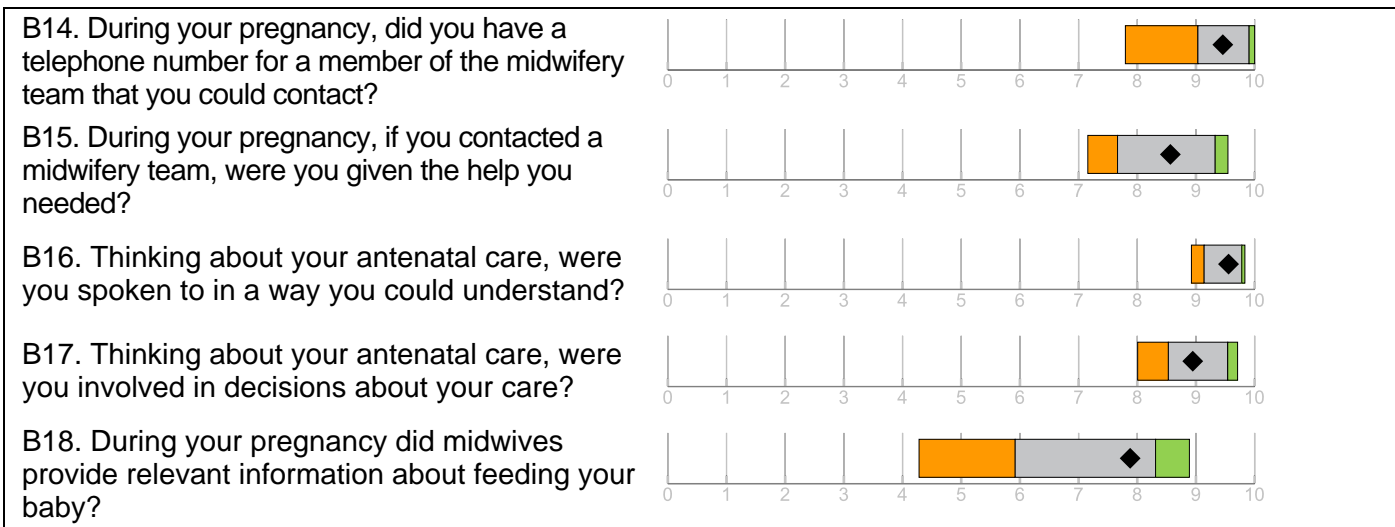 B14. During your pregnancy, did you have a
telephone number for a member of the midwifery
team that you could contact?
0 1 2 3 4 5 6 7 8 9 10
B15. During your pregnancy, if you contacted a
midwifery team, were you given the help you
needed?
0 1 2 3 4 5 6 7 8 9 10
B16. Thinking about your antenatal care, were
you spoken to in a way you could understand?
0 1 2 3 4 5 6 7 8 9 10
B17. Thinking about your antenatal care, were
you involved in decisions about your care?
0 1 2 3 4 5 6 7 8 9 10
B18. During your pregnancy did midwives
provide relevant information about feeding your
baby?
0 1 2 3 4 5 6 7 8 9 10